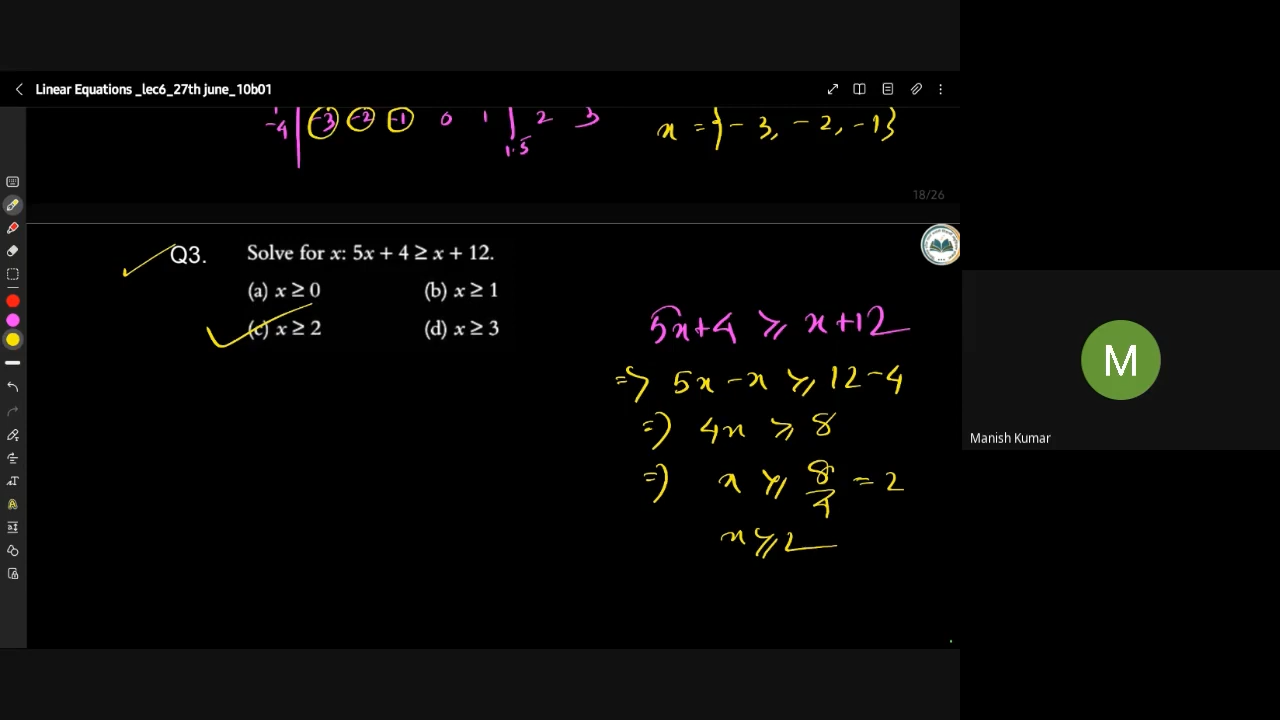 Linear Equations _lec6_27th june_10b01
-4 -3 -2 -1 0 1 2 3
1.5
x = {-3, -2, -1}
18/26
Q3. Solve for x: 5x + 4 ≥ x + 12.
(a) x ≥ 0 (b) x ≥ 1
(c) x ≥ 2 (d) x ≥ 3
5x+4 ≥ x+12
=> 5x - x ≥ 12-4
=) 4x ≥ 8
=) x ≥ 8/4 = 2
x ≥ 2
M
Manish Kumar